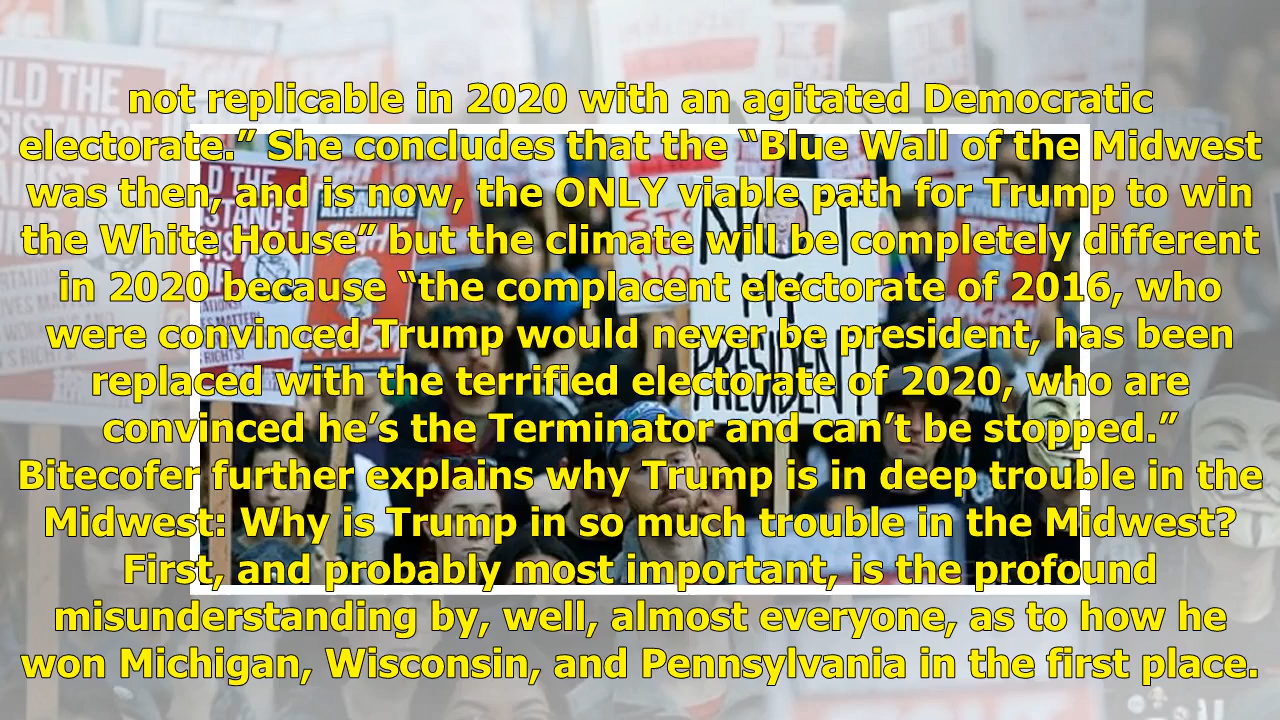 not replicable in 2020 with an agitated Democratic
electorate.” She concludes that the “Blue Wall of the Midwest
was then, and is now, the ONLY viable path for Trump to win
the White House” but the climate will be completely different
in 2020 because “the complacent electorate of 2016, who
were convinced Trump would never be president, has been
replaced with the terrified electorate of 2020, who are
convinced he’s the Terminator and can’t be stopped.”
Bitecofer further explains why Trump is in deep trouble in the
Midwest: Why is Trump in so much trouble in the Midwest?
First, and probably most important, is the profound
misunderstanding by, well, almost everyone, as to how he
won Michigan, Wisconsin, and Pennsylvania in the first place.
NOT
MY
PRESIDENT